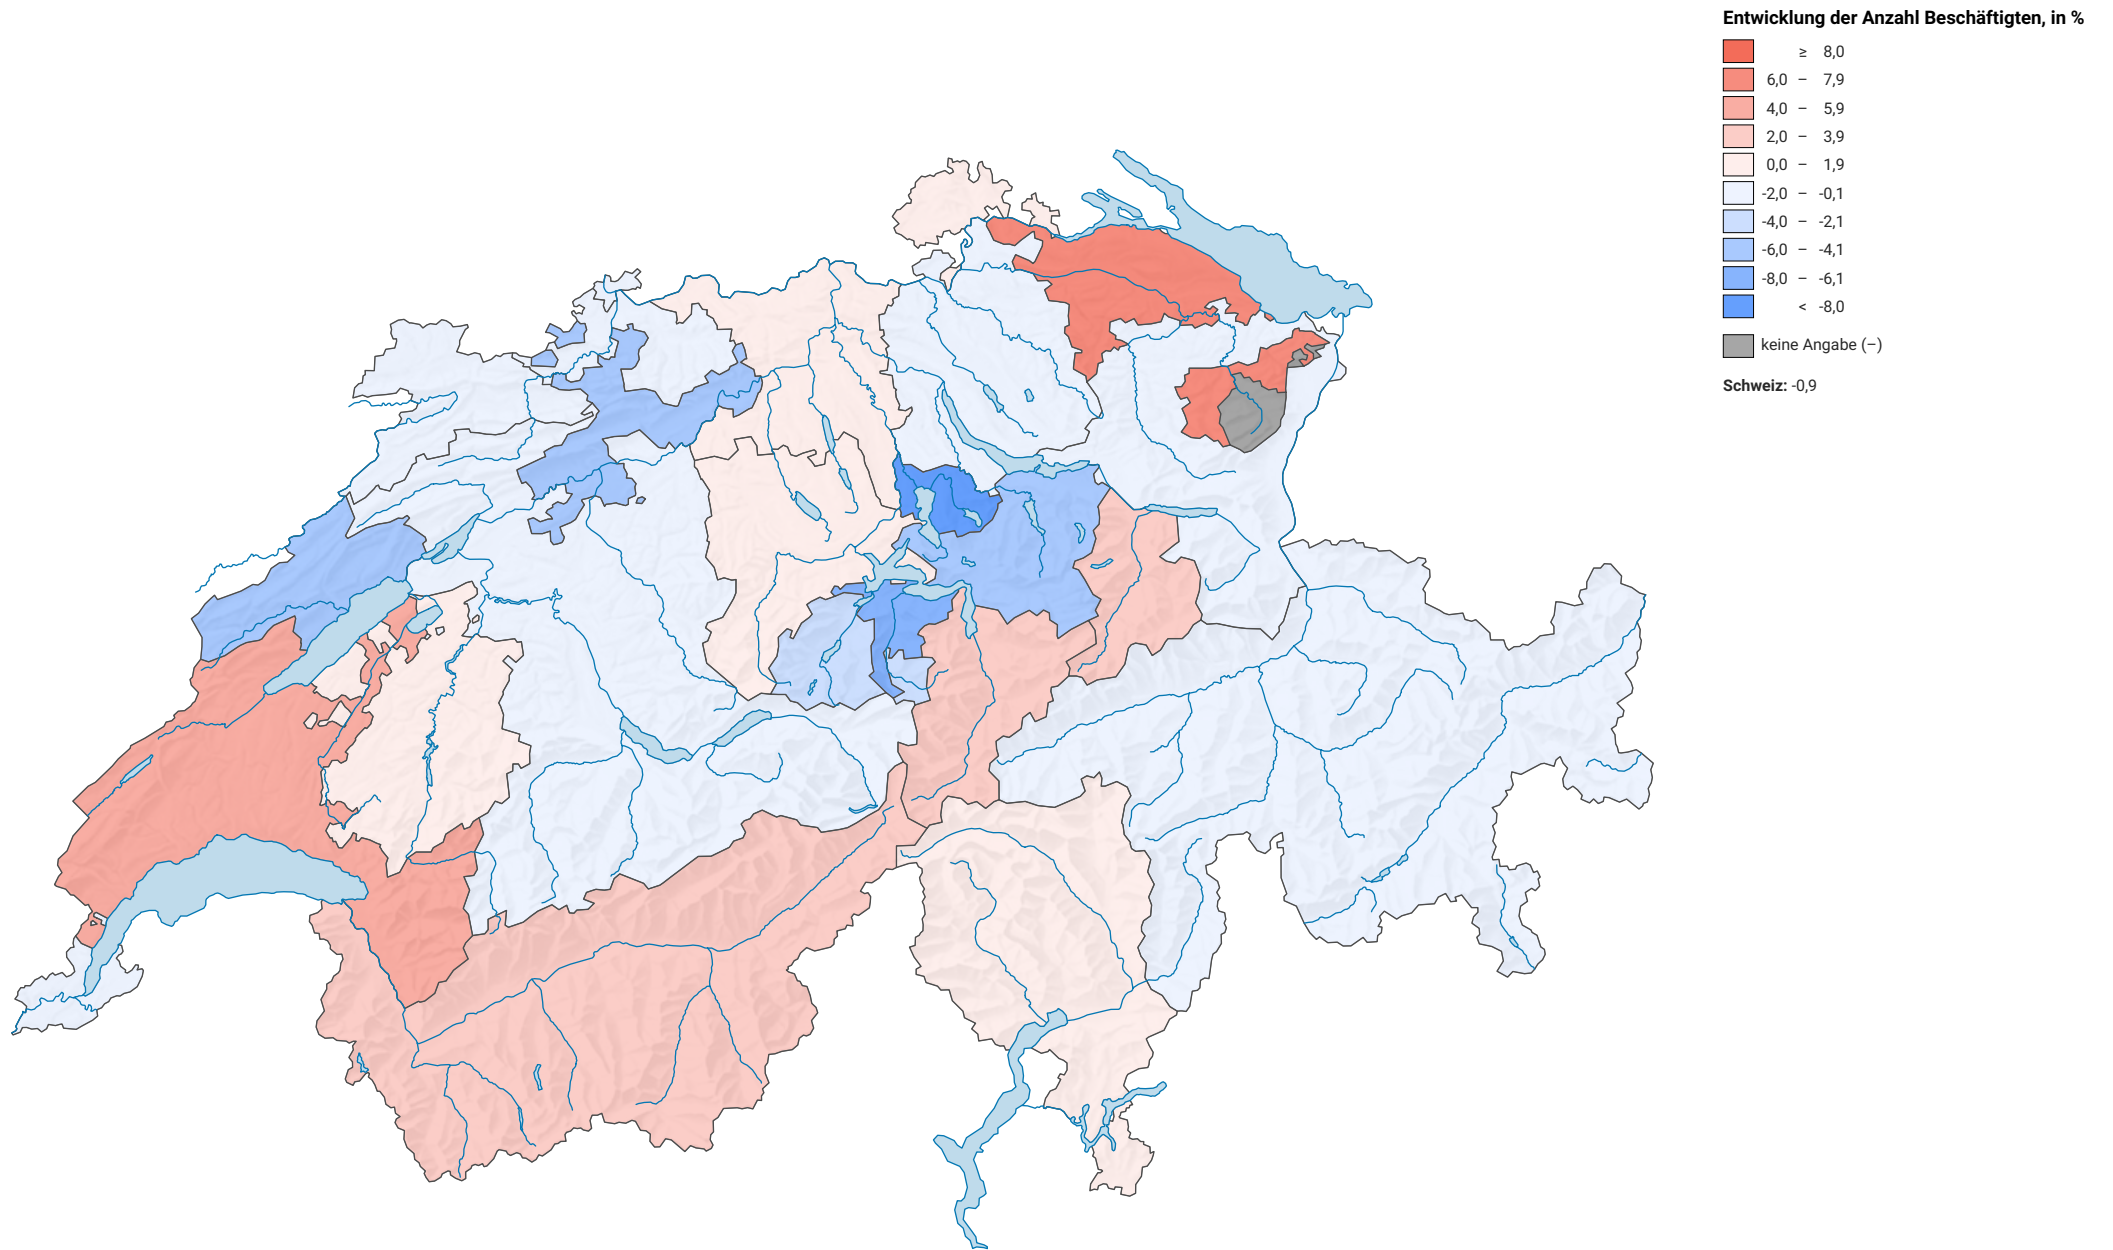 Entwicklung der Anzahl Beschäftigten, in %
≥ 8,0
6,0 – 7,9
4,0 – 5,9
2,0 – 3,9
0,0 – 1,9
-2,0 – -0,1
-4,0 – -2,1
-6,0 – -4,1
-8,0 – -6,1
< -8,0
keine Angabe (–)
Schweiz: -0,9